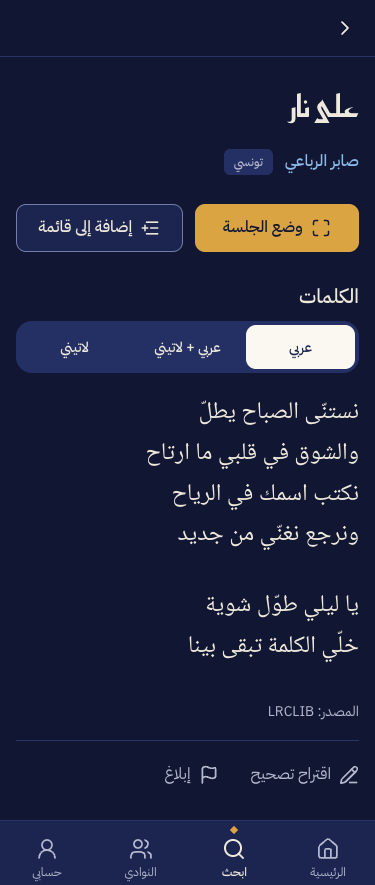 على نار
صابر الرباعي تونسي
وضع الجلسة إضافة إلى قائمة
الكلمات
عربي عربي + لاتيني لاتيني
نستنّى الصباح يطلّ
والشوق في قلبي ما ارتاح
نكتب اسمك في الرياح
ونرجع نغنّي من جديد
يا ليلي طوّل شوية
خلّي الكلمة تبقى بينا
المصدر: LRCLIB
اقتراح تصحيح إبلاغ
الرئيسية ابحث النوادي حسابي